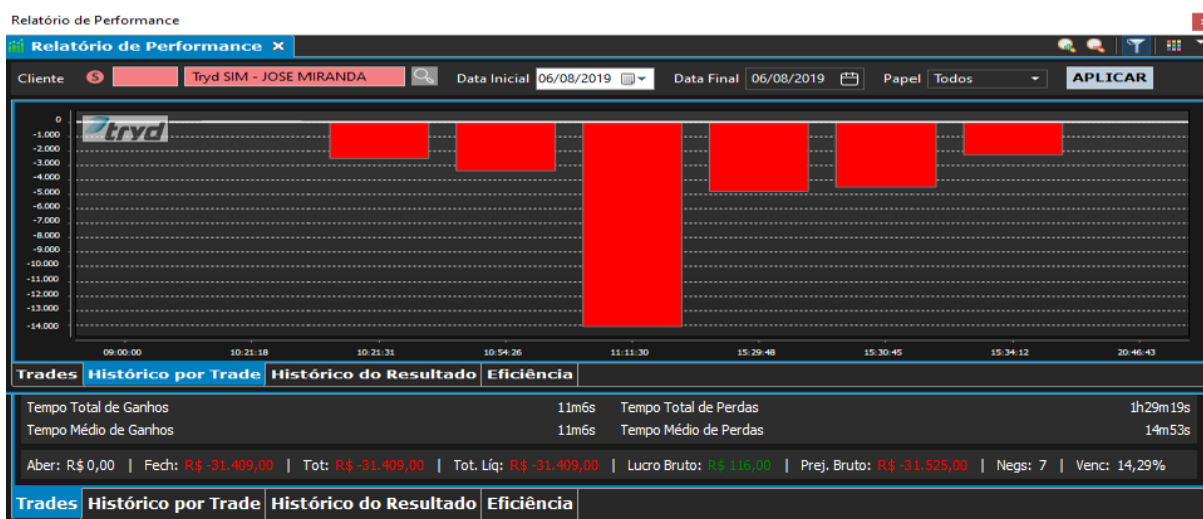 Relatório de Performance
Relatório de Performance ×
Cliente S Tryd SIM - JOSE MIRANDA Data Inicial 06/08/2019 Data Final 06/08/2019 Papel Todos APLICAR
tryd
0
-1.000
-2.000
-3.000
-4.000
-5.000
-6.000
-7.000
-8.000
-9.000
-10.000
-11.000
-12.000
-13.000
-14.000
09:00:00 10:21:18 10:21:31 10:54:26 11:11:30 15:29:48 15:30:45 15:34:12 20:46:43
Trades Histórico por Trade Histórico do Resultado Eficiência
Tempo Total de Ganhos 11m6s Tempo Total de Perdas 1h29m19s
Tempo Médio de Ganhos 11m6s Tempo Médio de Perdas 14m53s
Aber: R$ 0,00 | Fech: R$ -31.409,00 | Tot: R$ -31.409,00 | Tot. Líq: R$ -31.409,00 | Lucro Bruto: R$ 116,00 | Prej. Bruto: R$ -31.525,00 | Negs: 7 | Venc: 14,29%
Trades Histórico por Trade Histórico do Resultado Eficiência